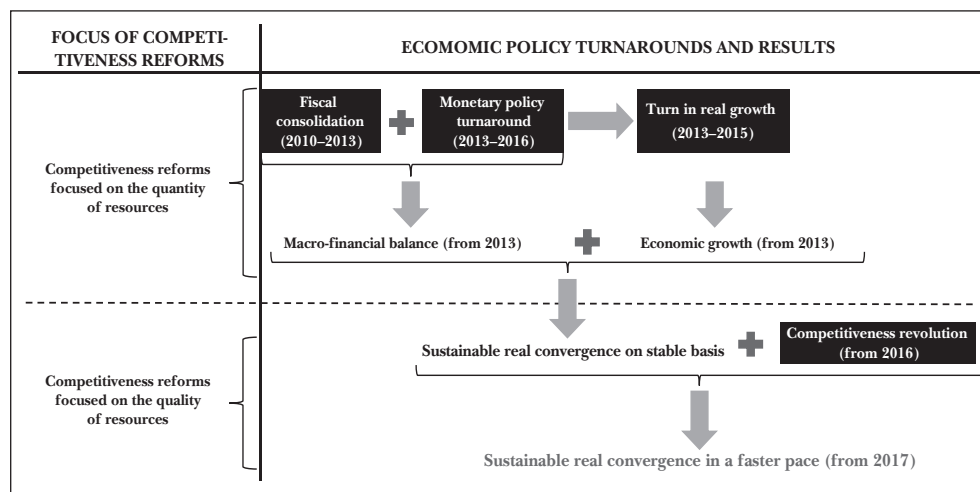 FOCUS OF COMPETI-
TIVENESS REFORMS
ECOMOMIC POLICY TURNAROUNDS AND RESULTS
Fiscal
consolidation
(2010–2013)
Monetary policy
turnaround
(2013–2016)
Turn in real growth
(2013–2015)
Competitiveness reforms
focused on the quantity
of resources
Macro-financial balance (from 2013)
Economic growth (from 2013)
Sustainable real convergence on stable basis
Competitiveness revolution
(from 2016)
Competitiveness reforms
focused on the quality
of resources
Sustainable real convergence in a faster pace (from 2017)